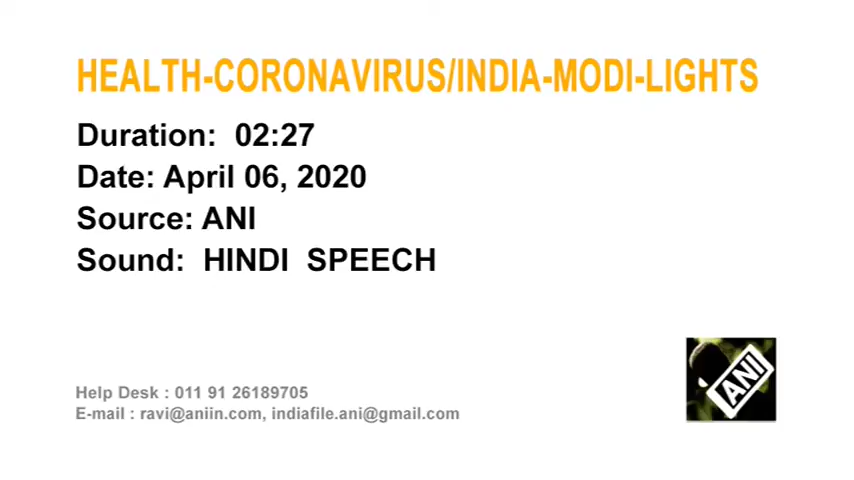 HEALTH-CORONAVIRUS/INDIA-MODI-LIGHTS
Duration: 02:27
Date: April 06, 2020
Source: ANI
Sound: HINDI SPEECH
ANI
Help Desk : 011 91 26189705
E-mail : ravi@aniin.com, indiafile.ani@gmail.com